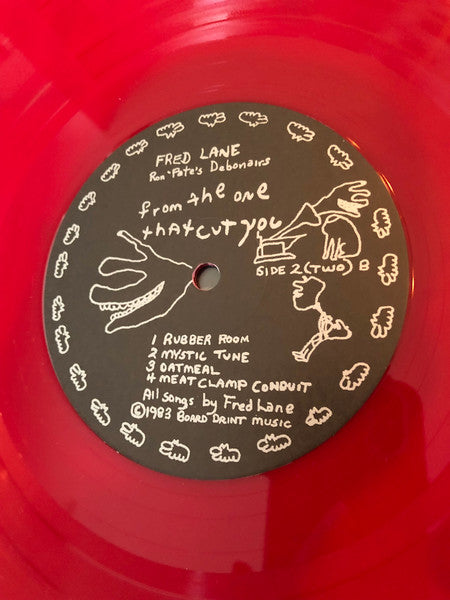 FRED LANE
Ron 'Pate's Debonairs
from the one
that cut you
SIDE 2 (TWO) B
1 RUBBER ROOM
2 MYSTIC TUNE
3 OATMEAL
4 MEAT CLAMP CONDUIT
All Songs by Fred Lane
©1983 BOARD DRINT MUSIC